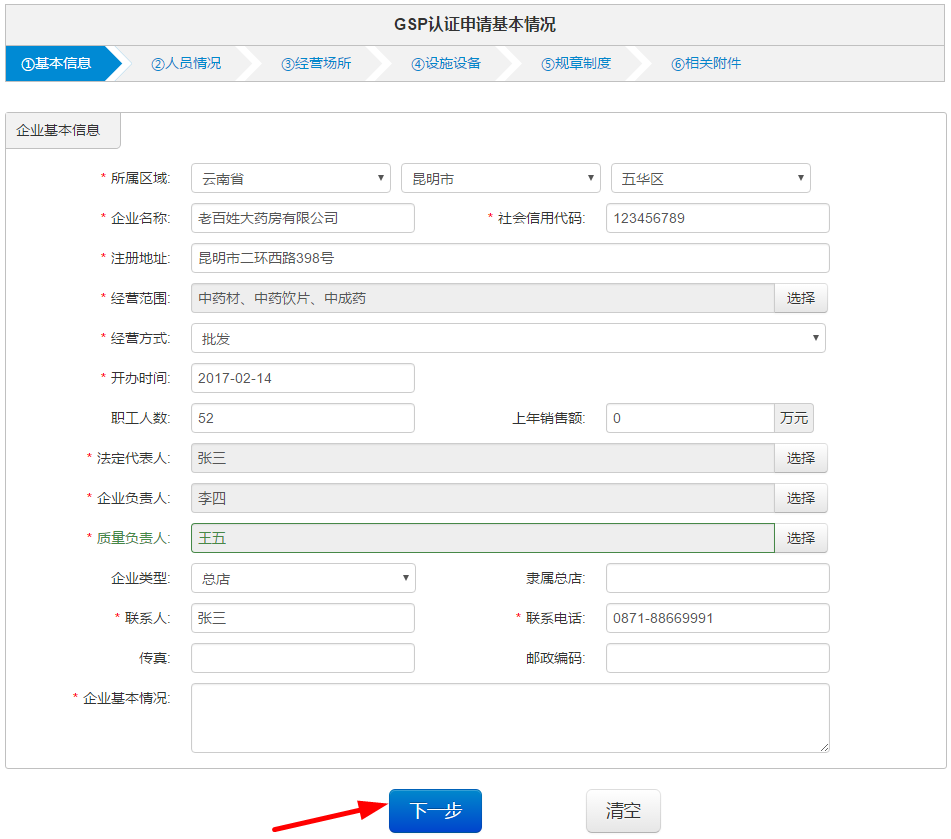 GSP认证申请基本情况
①基本信息 ②人员情况 ③经营场所 ④设施设备 ⑤规章制度 ⑥相关附件
企业基本信息
* 所属区域: 云南省 昆明市 五华区
* 企业名称: 老百姓大药房有限公司 * 社会信用代码: 123456789
* 注册地址: 昆明市二环西路398号
* 经营范围: 中药材、中药饮片、中成药 选择
* 经营方式: 批发
* 开办时间: 2017-02-14
职工人数: 52 上年销售额: 0 万元
* 法定代表人: 张三 选择
* 企业负责人: 李四 选择
* 质量负责人: 王五 选择
企业类型: 总店 隶属总店:
* 联系人: 张三 * 联系电话: 0871-88669991
传真: 邮政编码:
* 企业基本情况:
下一步 清空